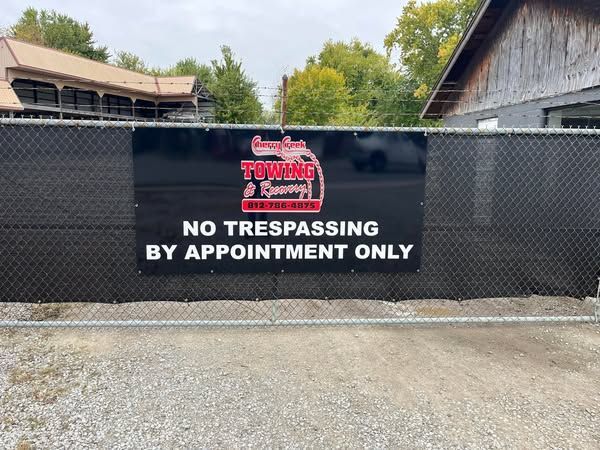 Cherry Creek
TOWING
& Recovery
812-786-4875
NO TRESPASSING
BY APPOINTMENT ONLY